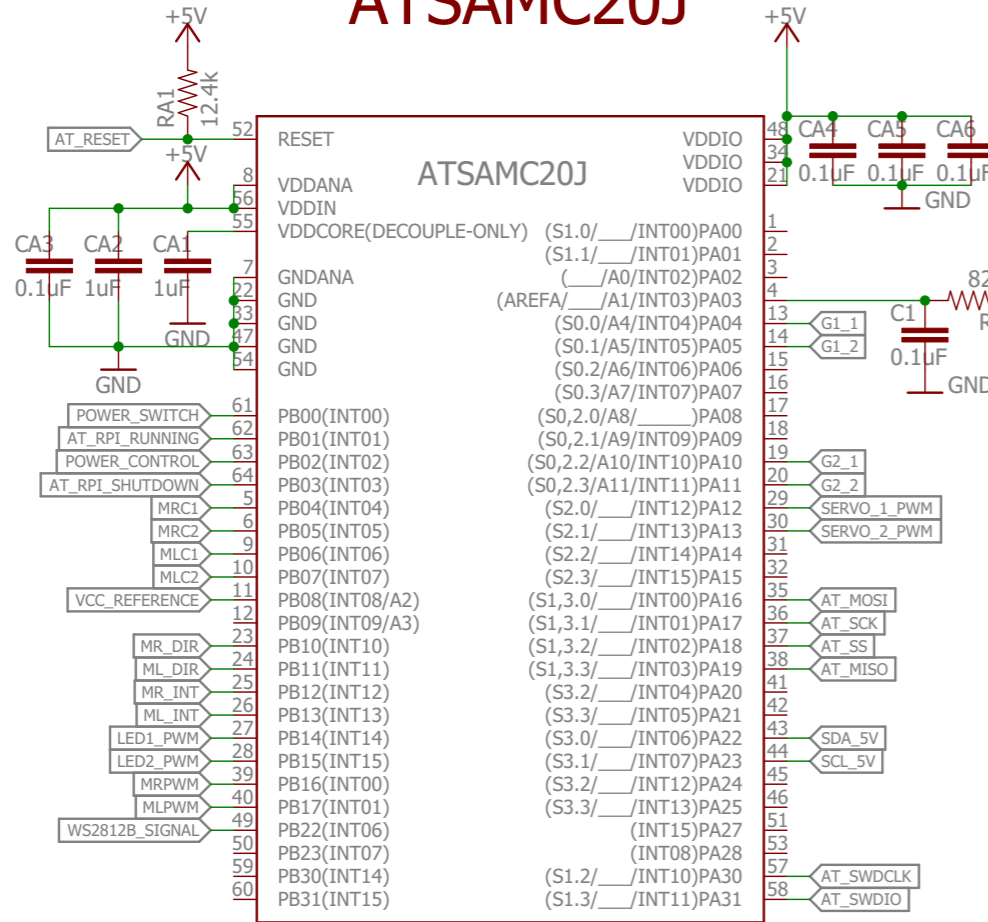 ATSAMC20J
+5V
+5V
RA1
12.4k
AT_RESET
52
RESET
+5V
8
VDDANA
56
VDDIN
55
VDDCORE(DECOUPLE-ONLY)
CA3
0.1uF
CA2
1uF
CA1
1uF
GND
GND
7
GNDANA
22
GND
33
GND
47
GND
54
GND
ATSAMC20J
POWER_SWITCH 61 PB00(INT00)
AT_RPI_RUNNING 62 PB01(INT01)
POWER_CONTROL 63 PB02(INT02)
AT_RPI_SHUTDOWN 64 PB03(INT03)
MRC1 5 PB04(INT04)
MRC2 6 PB05(INT05)
MLC1 9 PB06(INT06)
MLC2 10 PB07(INT07)
VCC_REFERENCE 11 PB08(INT08/A2)
12 PB09(INT09/A3)
MR_DIR 23 PB10(INT10)
ML_DIR 24 PB11(INT11)
MR_INT 25 PB12(INT12)
ML_INT 26 PB13(INT13)
LED1_PWM 27 PB14(INT14)
LED2_PWM 28 PB15(INT15)
MRPWM 39 PB16(INT00)
MLPWM 40 PB17(INT01)
WS2812B_SIGNAL 49 PB22(INT06)
50 PB23(INT07)
59 PB30(INT14)
60 PB31(INT15)
VDDIO 48
VDDIO 34
VDDIO 21
CA4
0.1uF
CA5
0.1uF
CA6
0.1uF
GND
(S1.0/___/INT00)PA00 1
(S1.1/___/INT01)PA01 2
(___/A0/INT02)PA02 3
(AREFA/___/A1/INT03)PA03 4
(S0.0/A4/INT04)PA04 13 G1_1
(S0.1/A5/INT05)PA05 14 G1_2
(S0.2/A6/INT06)PA06 15
(S0.3/A7/INT07)PA07 16
(S0,2.0/A8/_____)PA08 17
(S0,2.1/A9/INT09)PA09 18
(S0,2.2/A10/INT10)PA10 19 G2_1
(S0,2.3/A11/INT11)PA11 20 G2_2
(S2.0/___/INT12)PA12 29 SERVO_1_PWM
(S2.1/___/INT13)PA13 30 SERVO_2_PWM
(S2.2/___/INT14)PA14 31
(S2.3/___/INT15)PA15 32
(S1,3.0/___/INT00)PA16 35 AT_MOSI
(S1,3.1/___/INT01)PA17 36 AT_SCK
(S1,3.2/___/INT02)PA18 37 AT_SS
(S1,3.3/___/INT03)PA19 38 AT_MISO
(S3.2/___/INT04)PA20 41
(S3.3/___/INT05)PA21 42
(S3.0/___/INT06)PA22 43 SDA_5V
(S3.1/___/INT07)PA23 44 SCL_5V
(S3.2/___/INT12)PA24 45
(S3.3/___/INT13)PA25 46
(INT15)PA27 51
(INT08)PA28 53
(S1.2/___/INT10)PA30 57 AT_SWDCLK
(S1.3/___/INT11)PA31 58 AT_SWDIO
C1
0.1uF
GND
82
R